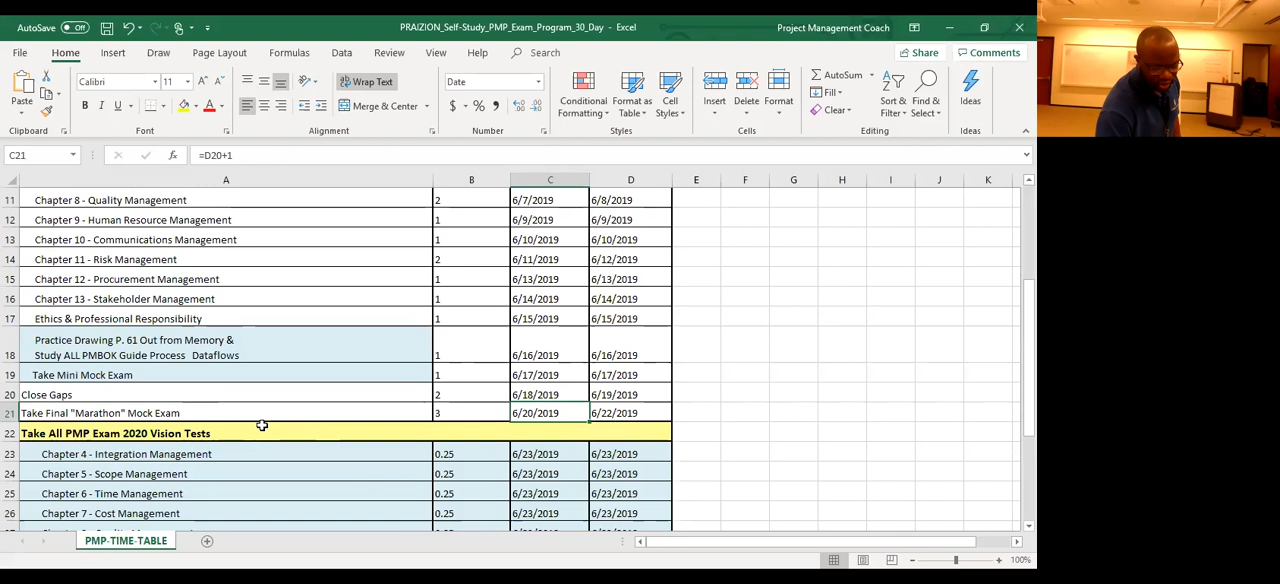 AutoSave Off PRAIZION_Self-Study_PMP_Exam_Program_30_Day - Excel Project Management Coach
File Home Insert Draw Page Layout Formulas Data Review View Help Search Share Comments
Paste Calibri 11 Wrap Text Date Conditional Formatting Format as Table Cell Styles Insert Delete Format AutoSum Sort & Filter Find & Select Ideas
B I U A Merge & Center $ % Fill Clear
Clipboard Font Alignment Number Styles Cells Editing Ideas
C21 fx =D20+1
A B C D E F G H I J K
11 Chapter 8 - Quality Management 2 6/7/2019 6/8/2019
12 Chapter 9 - Human Resource Management 1 6/9/2019 6/9/2019
13 Chapter 10 - Communications Management 1 6/10/2019 6/10/2019
14 Chapter 11 - Risk Management 2 6/11/2019 6/12/2019
15 Chapter 12 - Procurement Management 1 6/13/2019 6/13/2019
16 Chapter 13 - Stakeholder Management 1 6/14/2019 6/14/2019
17 Ethics & Professional Responsibility 1 6/15/2019 6/15/2019
Practice Drawing P. 61 Out from Memory &
18 Study ALL PMBOK Guide Process Dataflows 1 6/16/2019 6/16/2019
19 Take Mini Mock Exam 1 6/17/2019 6/17/2019
20 Close Gaps 2 6/18/2019 6/19/2019
21 Take Final "Marathon" Mock Exam 3 6/20/2019 6/22/2019
22 Take All PMP Exam 2020 Vision Tests
23 Chapter 4 - Integration Management 0.25 6/23/2019 6/23/2019
24 Chapter 5 - Scope Management 0.25 6/23/2019 6/23/2019
25 Chapter 6 - Time Management 0.25 6/23/2019 6/23/2019
26 Chapter 7 - Cost Management 0.25 6/23/2019 6/23/2019
PMP-TIME-TABLE
100%